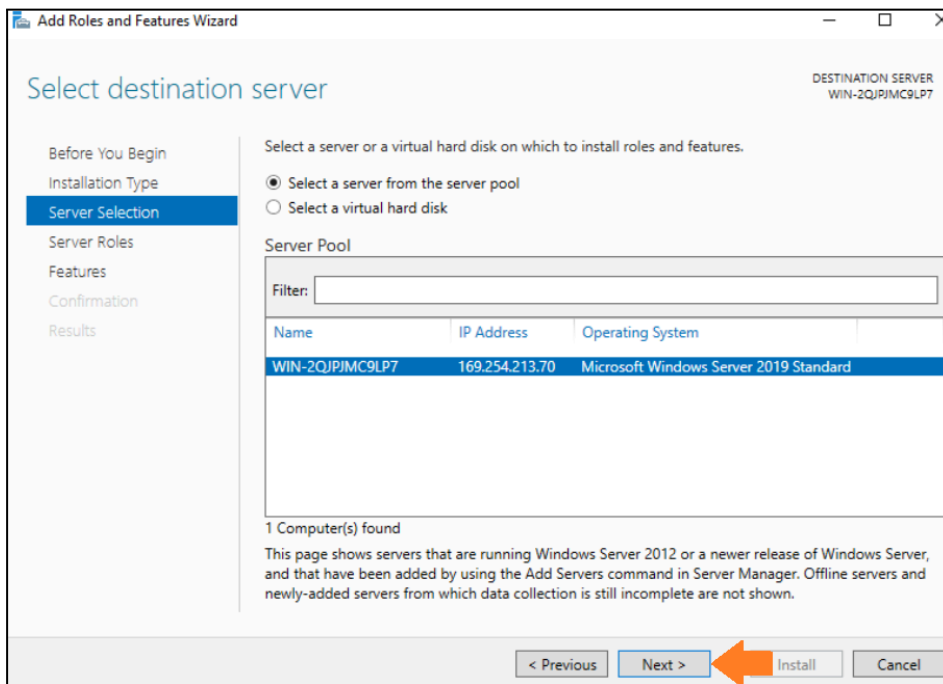 Add Roles and Features Wizard
Select destination server
DESTINATION SERVER
WIN-2QJPJMC9LP7
Before You Begin
Installation Type
Server Selection
Server Roles
Features
Confirmation
Results
Select a server or a virtual hard disk on which to install roles and features.
Select a server from the server pool
Select a virtual hard disk
Server Pool
Filter:
Name IP Address Operating System
WIN-2QJPJMC9LP7 169.254.213.70 Microsoft Windows Server 2019 Standard
1 Computer(s) found
This page shows servers that are running Windows Server 2012 or a newer release of Windows Server,
and that have been added by using the Add Servers command in Server Manager. Offline servers and
newly-added servers from which data collection is still incomplete are not shown.
< Previous Next > Install Cancel